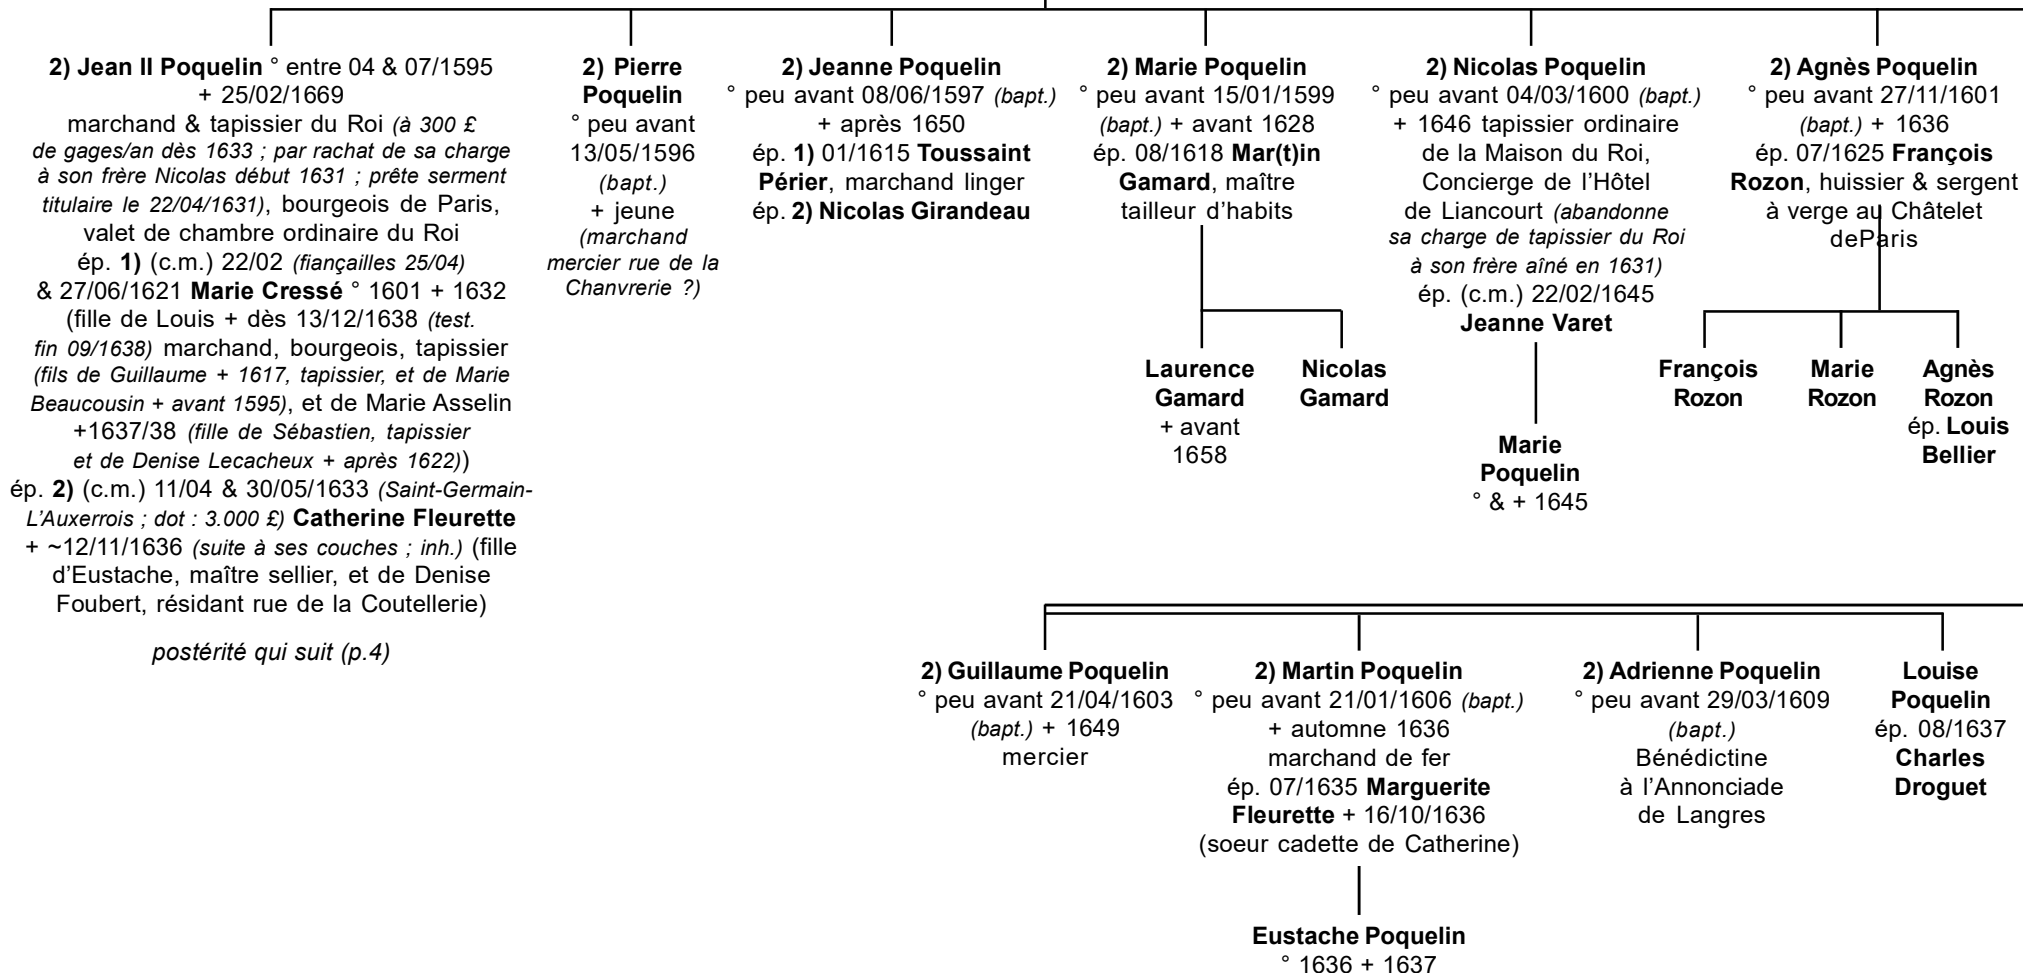 2) Jean II Poquelin ° entre 04 & 07/1595
+ 25/02/1669
marchand & tapissier du Roi (à 300 £
de gages/an dès 1633 ; par rachat de sa charge
à son frère Nicolas début 1631 ; prête serment
titulaire le 22/04/1631), bourgeois de Paris,
valet de chambre ordinaire du Roi
ép. 1) (c.m.) 22/02 (fiançailles 25/04)
& 27/06/1621 Marie Cressé ° 1601 + 1632
(fille de Louis + dès 13/12/1638 (test.
fin 09/1638) marchand, bourgeois, tapissier
(fils de Guillaume + 1617, tapissier, et de Marie
Beaucousin + avant 1595), et de Marie Asselin
+1637/38 (fille de Sébastien, tapissier
et de Denise Lecacheux + après 1622))
ép. 2) (c.m.) 11/04 & 30/05/1633 (Saint-Germain-
L'Auxerrois ; dot : 3.000 £) Catherine Fleurette
+ ~12/11/1636 (suite à ses couches ; inh.) (fille
d'Eustache, maître sellier, et de Denise
Foubert, résidant rue de la Coutellerie)
postérité qui suit (p.4)
2) Pierre
Poquelin
° peu avant
13/05/1596
(bapt.)
+ jeune
(marchand
mercier rue de la
Chanvrerie ?)
2) Jeanne Poquelin
° peu avant 08/06/1597 (bapt.)
+ après 1650
ép. 1) 01/1615 Toussaint
Périer, marchand linger
ép. 2) Nicolas Girandeau
2) Marie Poquelin
° peu avant 15/01/1599
(bapt.) + avant 1628
ép. 08/1618 Mar(t)in
Gamard, maître
tailleur d'habits
Laurence
Gamard
+ avant
1658
Nicolas
Gamard
2) Nicolas Poquelin
° peu avant 04/03/1600 (bapt.)
+ 1646 tapissier ordinaire
de la Maison du Roi,
Concierge de l'Hôtel
de Liancourt (abandonne
sa charge de tapissier du Roi
à son frère aîné en 1631)
ép. (c.m.) 22/02/1645
Jeanne Varet
Marie
Poquelin
° & + 1645
2) Agnès Poquelin
° peu avant 27/11/1601
(bapt.) + 1636
ép. 07/1625 François
Rozon, huissier & sergent
à verge au Châtelet
deParis
François
Rozon
Marie
Rozon
Agnès
Rozon
ép. Louis
Bellier
2) Guillaume Poquelin
° peu avant 21/04/1603
(bapt.) + 1649
mercier
2) Martin Poquelin
° peu avant 21/01/1606 (bapt.)
+ automne 1636
marchand de fer
ép. 07/1635 Marguerite
Fleurette + 16/10/1636
(soeur cadette de Catherine)
Eustache Poquelin
° 1636 + 1637
2) Adrienne Poquelin
° peu avant 29/03/1609
(bapt.)
Bénédictine
à l'Annonciade
de Langres
Louise
Poquelin
ép. 08/1637
Charles
Droguet